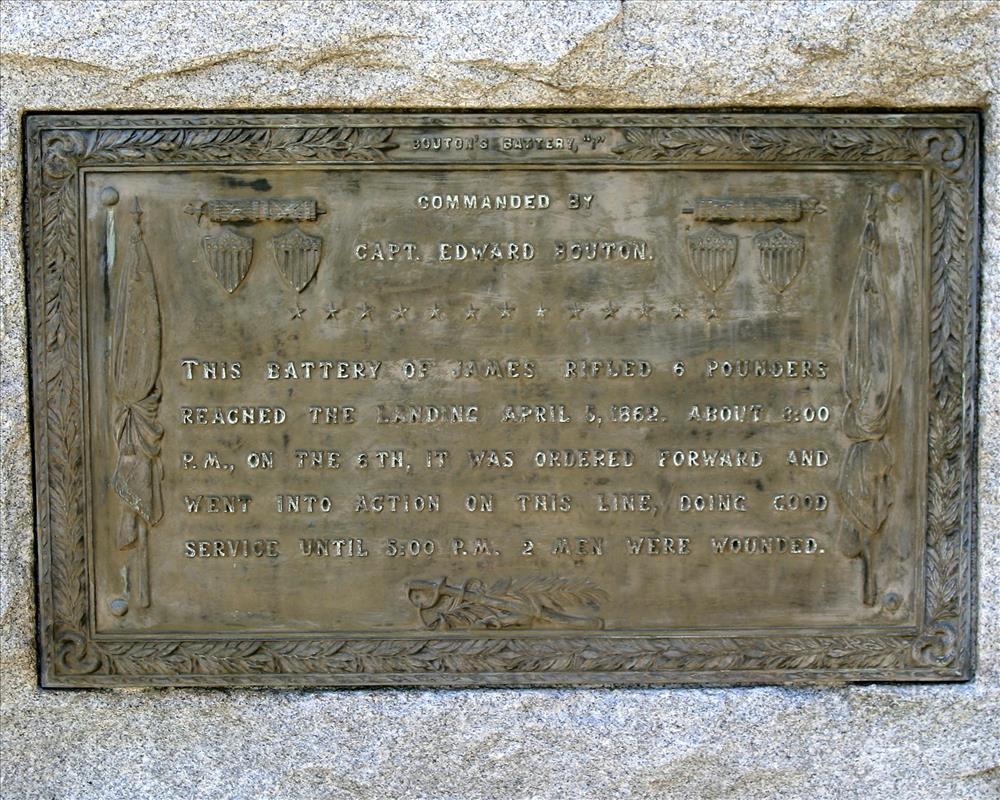 BOUTON'S BATTERY, "I"
COMMANDED BY
CAPT. EDWARD BOUTON.
THIS BATTERY OF JAMES RIFLED 6 POUNDERS
REACHED THE LANDING APRIL 5, 1862. ABOUT 3:00
P.M., ON THE 6TH, IT WAS ORDERED FORWARD AND
WENT INTO ACTION ON THIS LINE, DOING GOOD
SERVICE UNTIL 5:00 P.M. 2 MEN WERE WOUNDED.